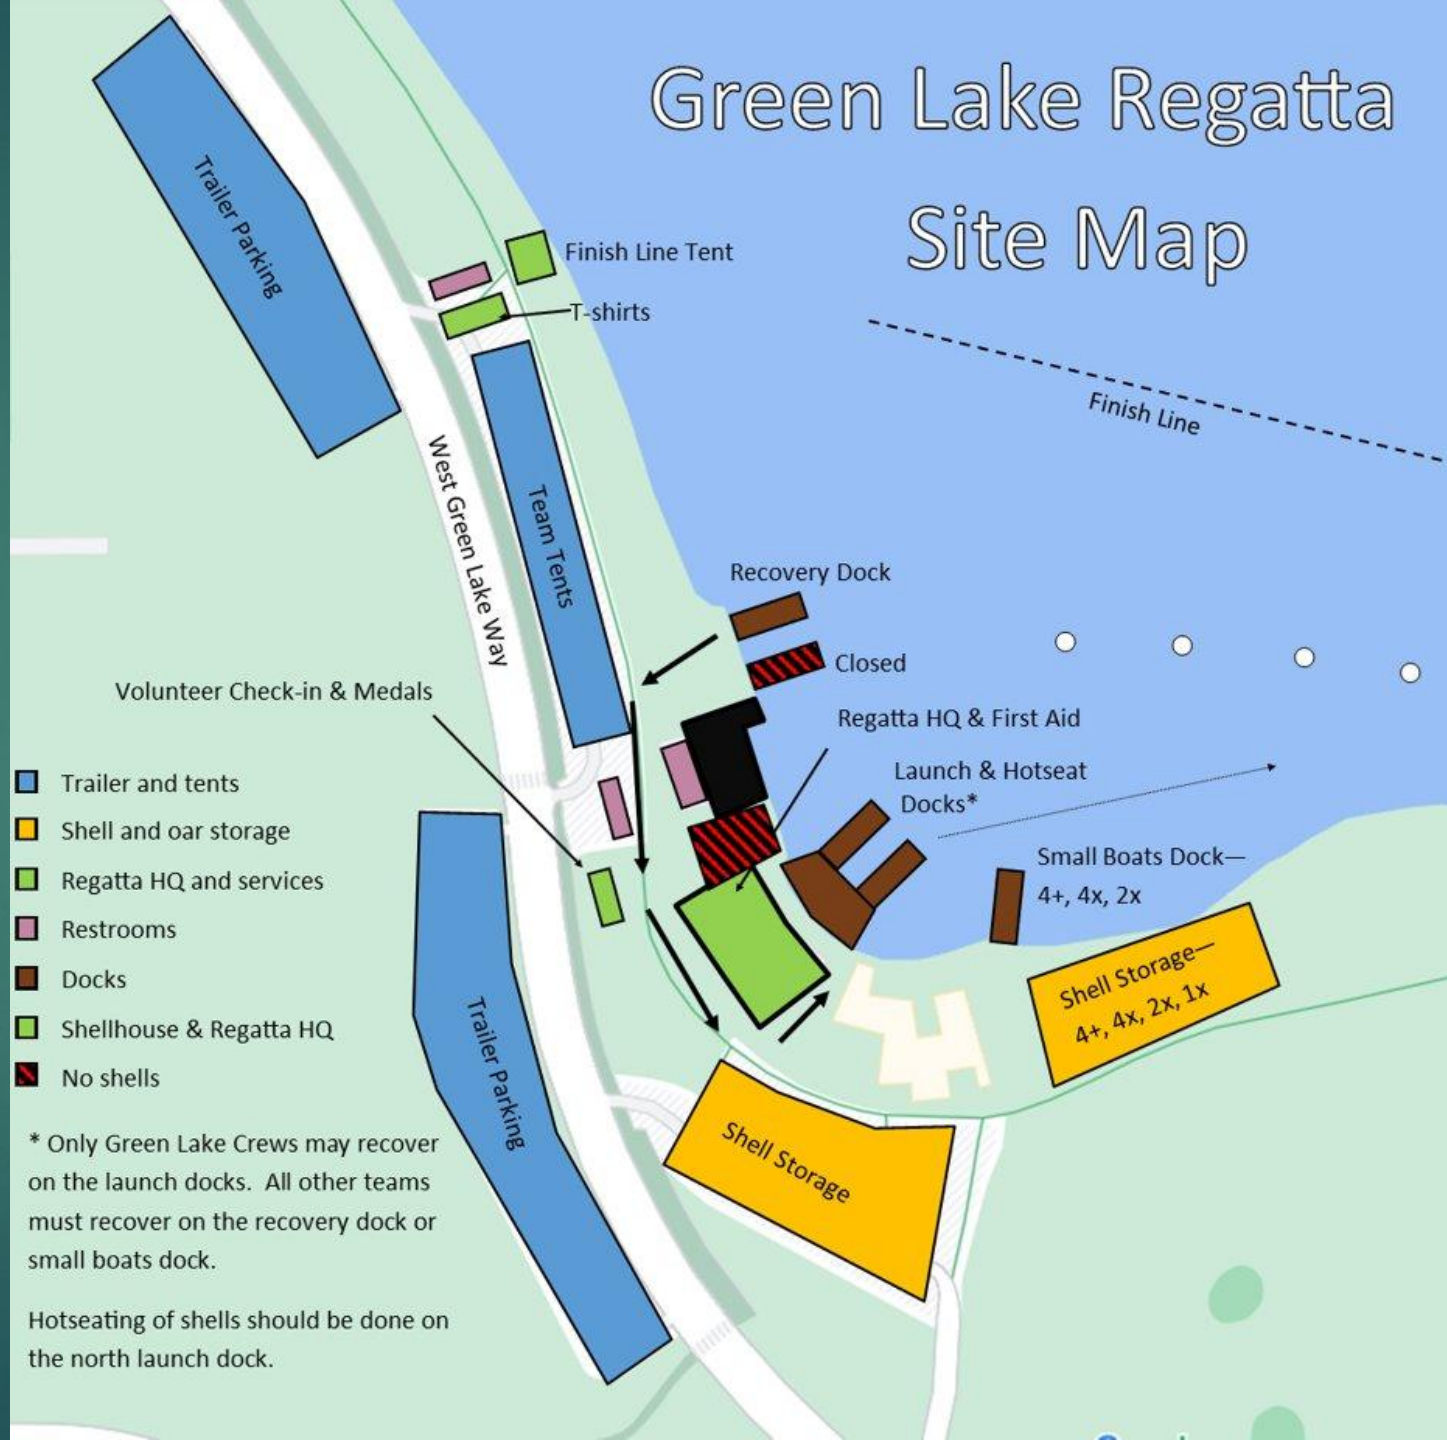 Green Lake Regatta
Site Map
Trailer Parking
Finish Line Tent
T-shirts
Finish Line
West Green Lake Way
Team Tents
Recovery Dock
Closed
Volunteer Check-in & Medals
Regatta HQ & First Aid
Launch & Hotseat
Docks*
Small Boats Dock—
4+, 4x, 2x
Shell Storage—
4+, 4x, 2x, 1x
Trailer and tents
Shell and oar storage
Regatta HQ and services
Restrooms
Docks
Shellhouse & Regatta HQ
No shells
Trailer Parking
Shell Storage
* Only Green Lake Crews may recover
on the launch docks.  All other teams
must recover on the recovery dock or
small boats dock.
Hotseating of shells should be done on
the north launch dock.